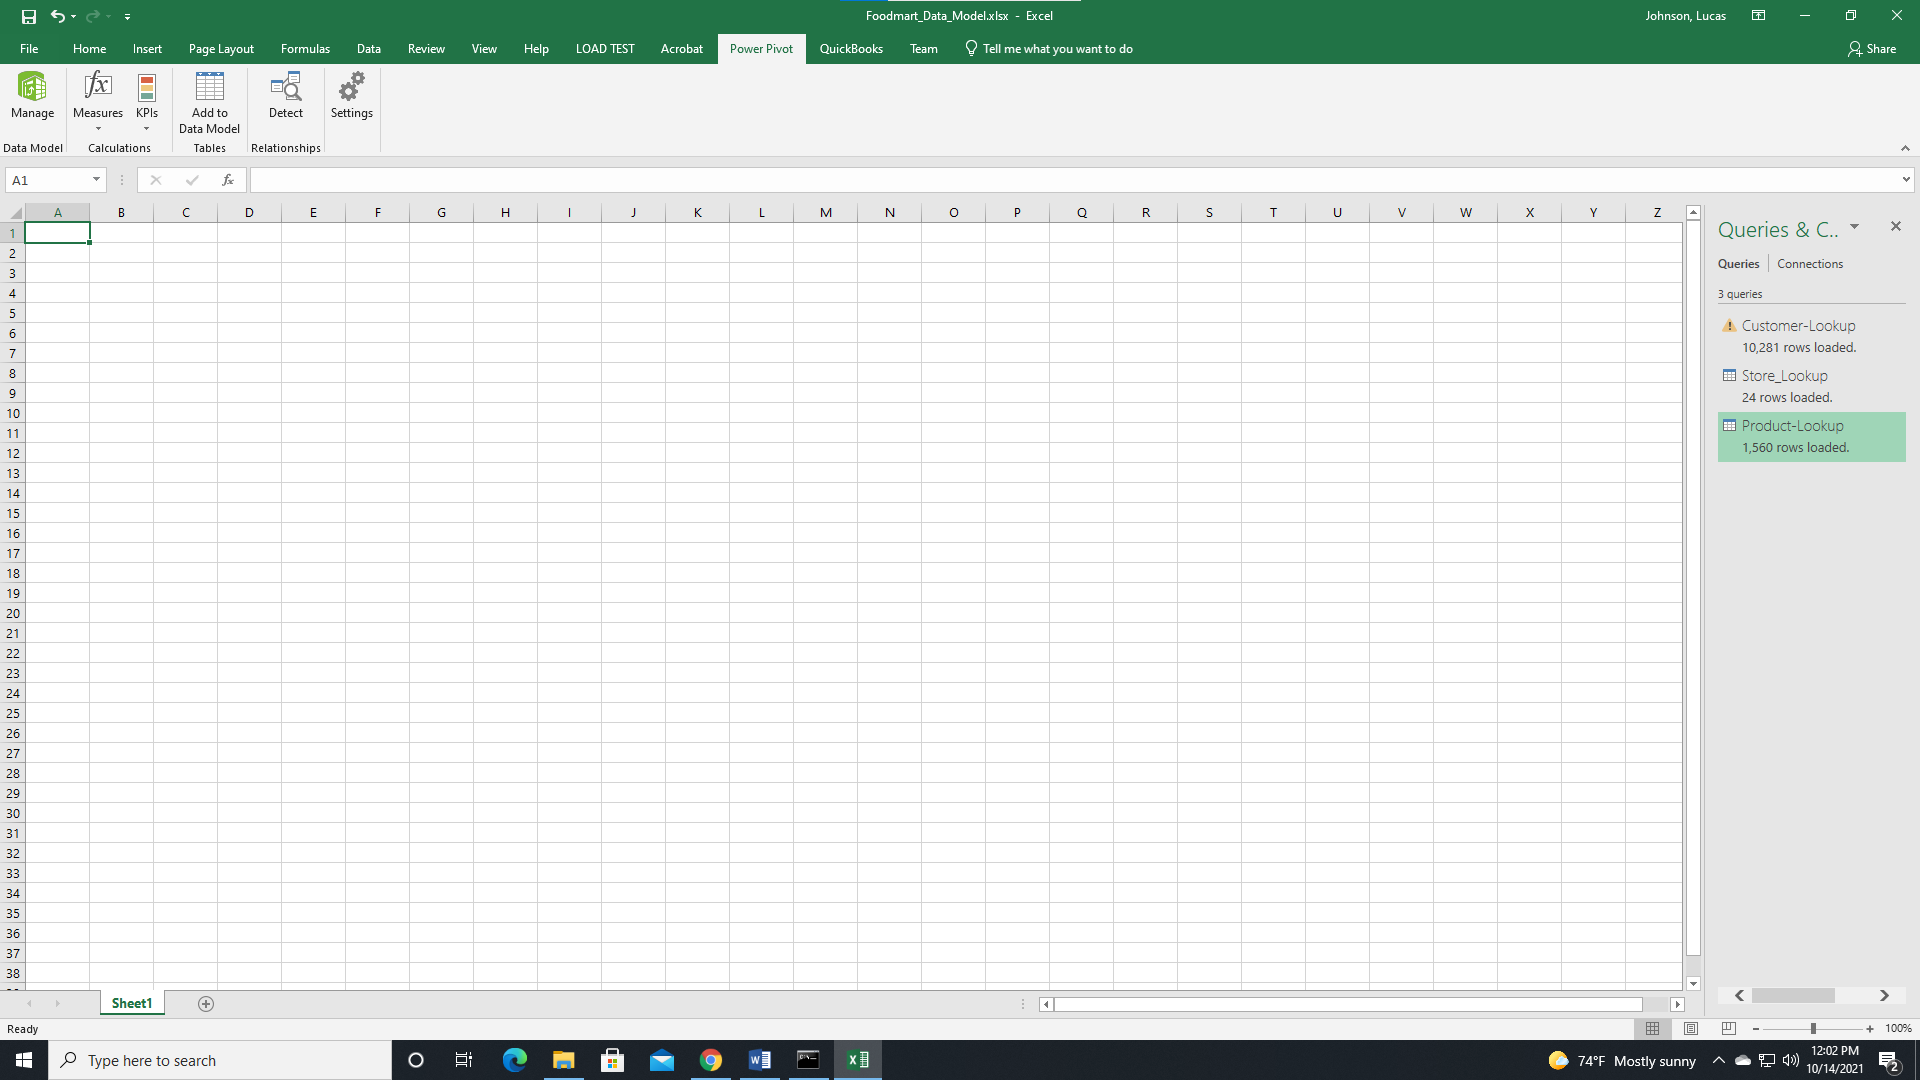 Foodmart_Data_Model.xlsx - Excel
Johnson, Lucas
File Home Insert Page Layout Formulas Data Review View Help LOAD TEST Acrobat Power Pivot QuickBooks Team Tell me what you want to do Share
Manage
Measures
KPIs
Add to
Data Model
Detect
Settings
Data Model Calculations Tables Relationships
A1
fx
A B C D E F G H I J K L M N O P Q R S T U V W X Y Z
1
2
3
4
5
6
7
8
9
10
11
12
13
14
15
16
17
18
19
20
21
22
23
24
25
26
27
28
29
30
31
32
33
34
35
36
37
38
Queries & C..
Queries Connections
3 queries
Customer-Lookup
10,281 rows loaded.
Store_Lookup
24 rows loaded.
Product-Lookup
1,560 rows loaded.
Sheet1
Ready
100%
Type here to search
74°F Mostly sunny
12:02 PM
10/14/2021
2